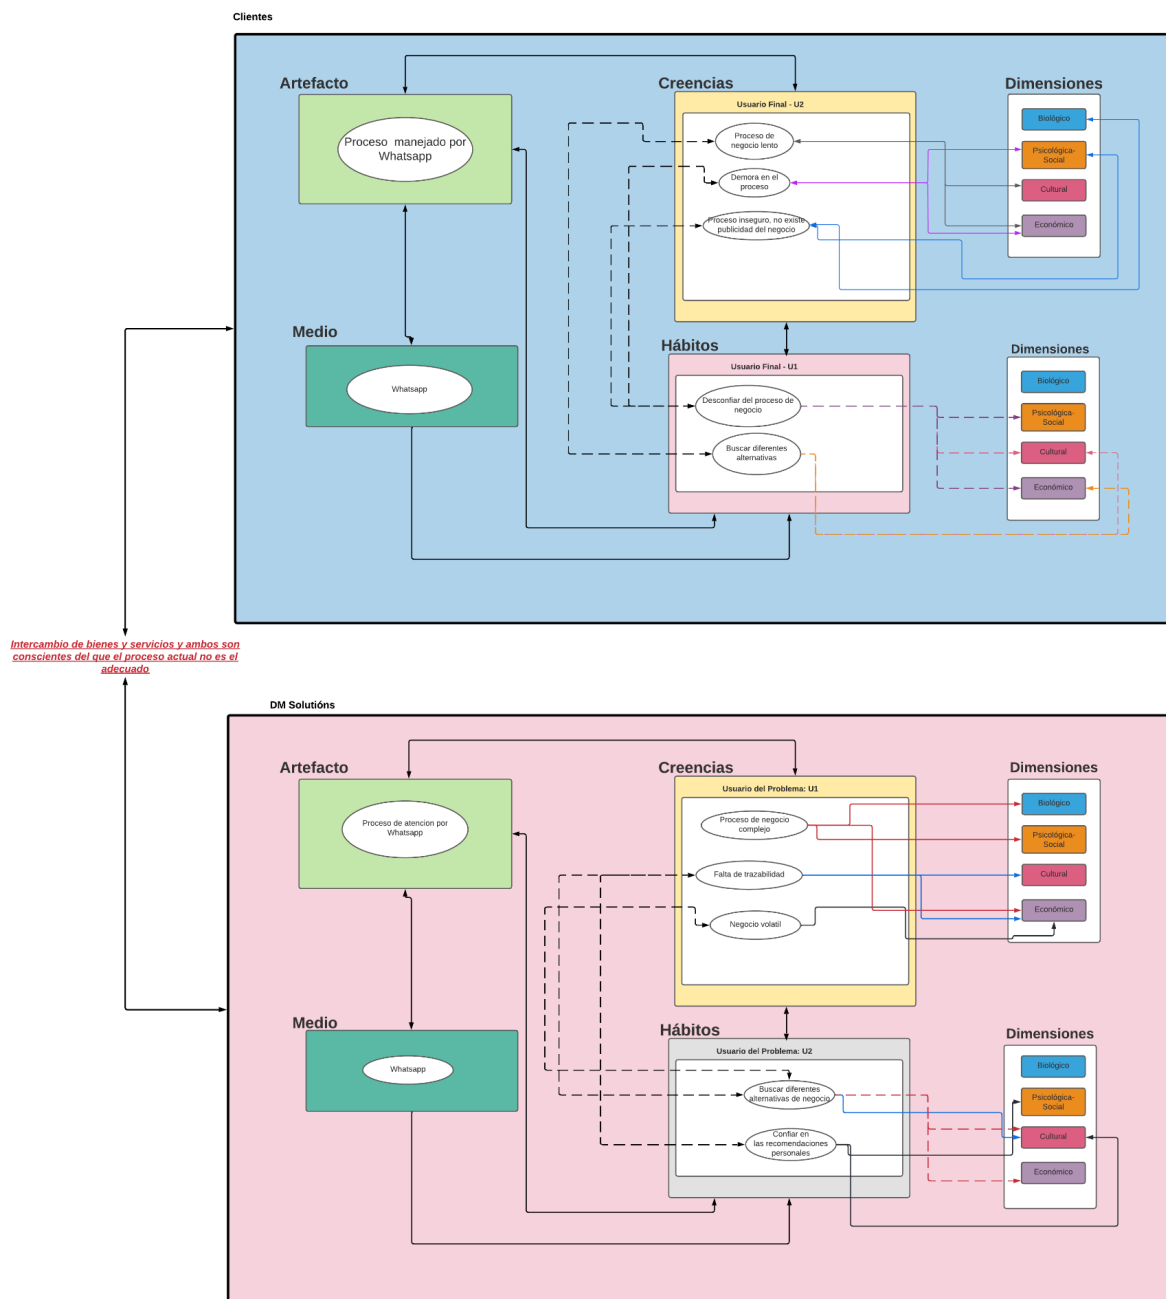 Clientes
Artefacto
Creencias
Dimensiones
Usuario Final - U2
Proceso manejado por
Whatsapp
Proceso de
negocio lento
Demora en el
proceso
Proceso inseguro, no existe
publicidad del negocio
Biológico
Psicológica-
Social
Cultural
Económico
Medio
Whatsapp
Hábitos
Usuario Final - U1
Desconfiar del proceso de
negocio
Buscar diferentes
alternativas
Dimensiones
Biológico
Psicológica-
Social
Cultural
Económico
Intercambio de bienes y servicios y ambos son
conscientes del que el proceso actual no es el
adecuado
DM Solutións
Artefacto
Creencias
Dimensiones
Usuario del Problema: U1
Proceso de atencion por
Whatsapp
Proceso de negocio
complejo
Falta de trazabilidad
Negocio volatil
Biológico
Psicológica-
Social
Cultural
Económico
Medio
Whatsapp
Hábitos
Usuario del Problema: U2
Buscar diferentes
alternativas de negocio
Confiar en
las recomendaciones
personales
Dimensiones
Biológico
Psicológica-
Social
Cultural
Económico